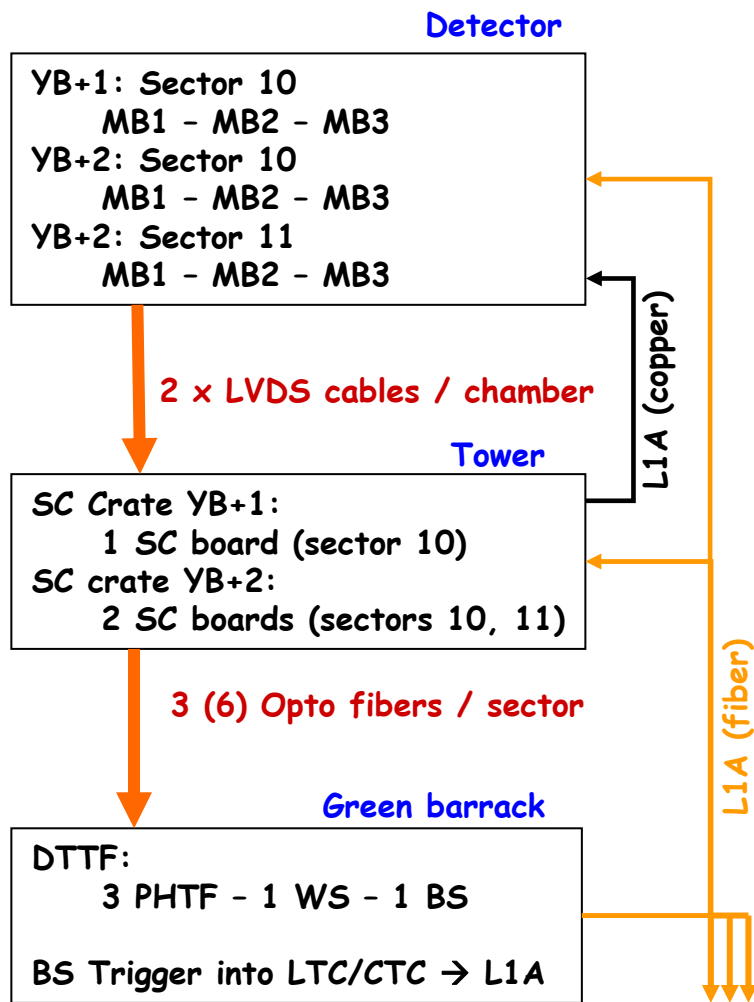 Detector
YB+1: Sector 10
MB1 – MB2 – MB3
YB+2: Sector 10
MB1 – MB2 – MB3
YB+2: Sector 11
MB1 – MB2 – MB3
L1A (copper)
2 x LVDS cables / chamber
Tower
SC Crate YB+1:
1 SC board (sector 10)
SC crate YB+2:
2 SC boards (sectors 10, 11)
L1A (fiber)
3 (6) Opto fibers / sector
Green barrack
DTTF:
3 PHTF – 1 WS – 1 BS
BS Trigger into LTC/CTC → L1A